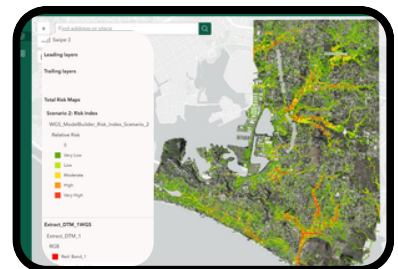 Find address or place
Swipe 3
Leading layers
Trailing layers
Total Risk Maps
Scenario 2: Risk Index
WIGS_ModelBuilder_Risk_Index_Scenario_2
Relative Risk
0
Very Low
Low
Moderate
High
Very High
Extract_DTM_1WGS
Extract_DTM_1
RGB
Red: Band_1